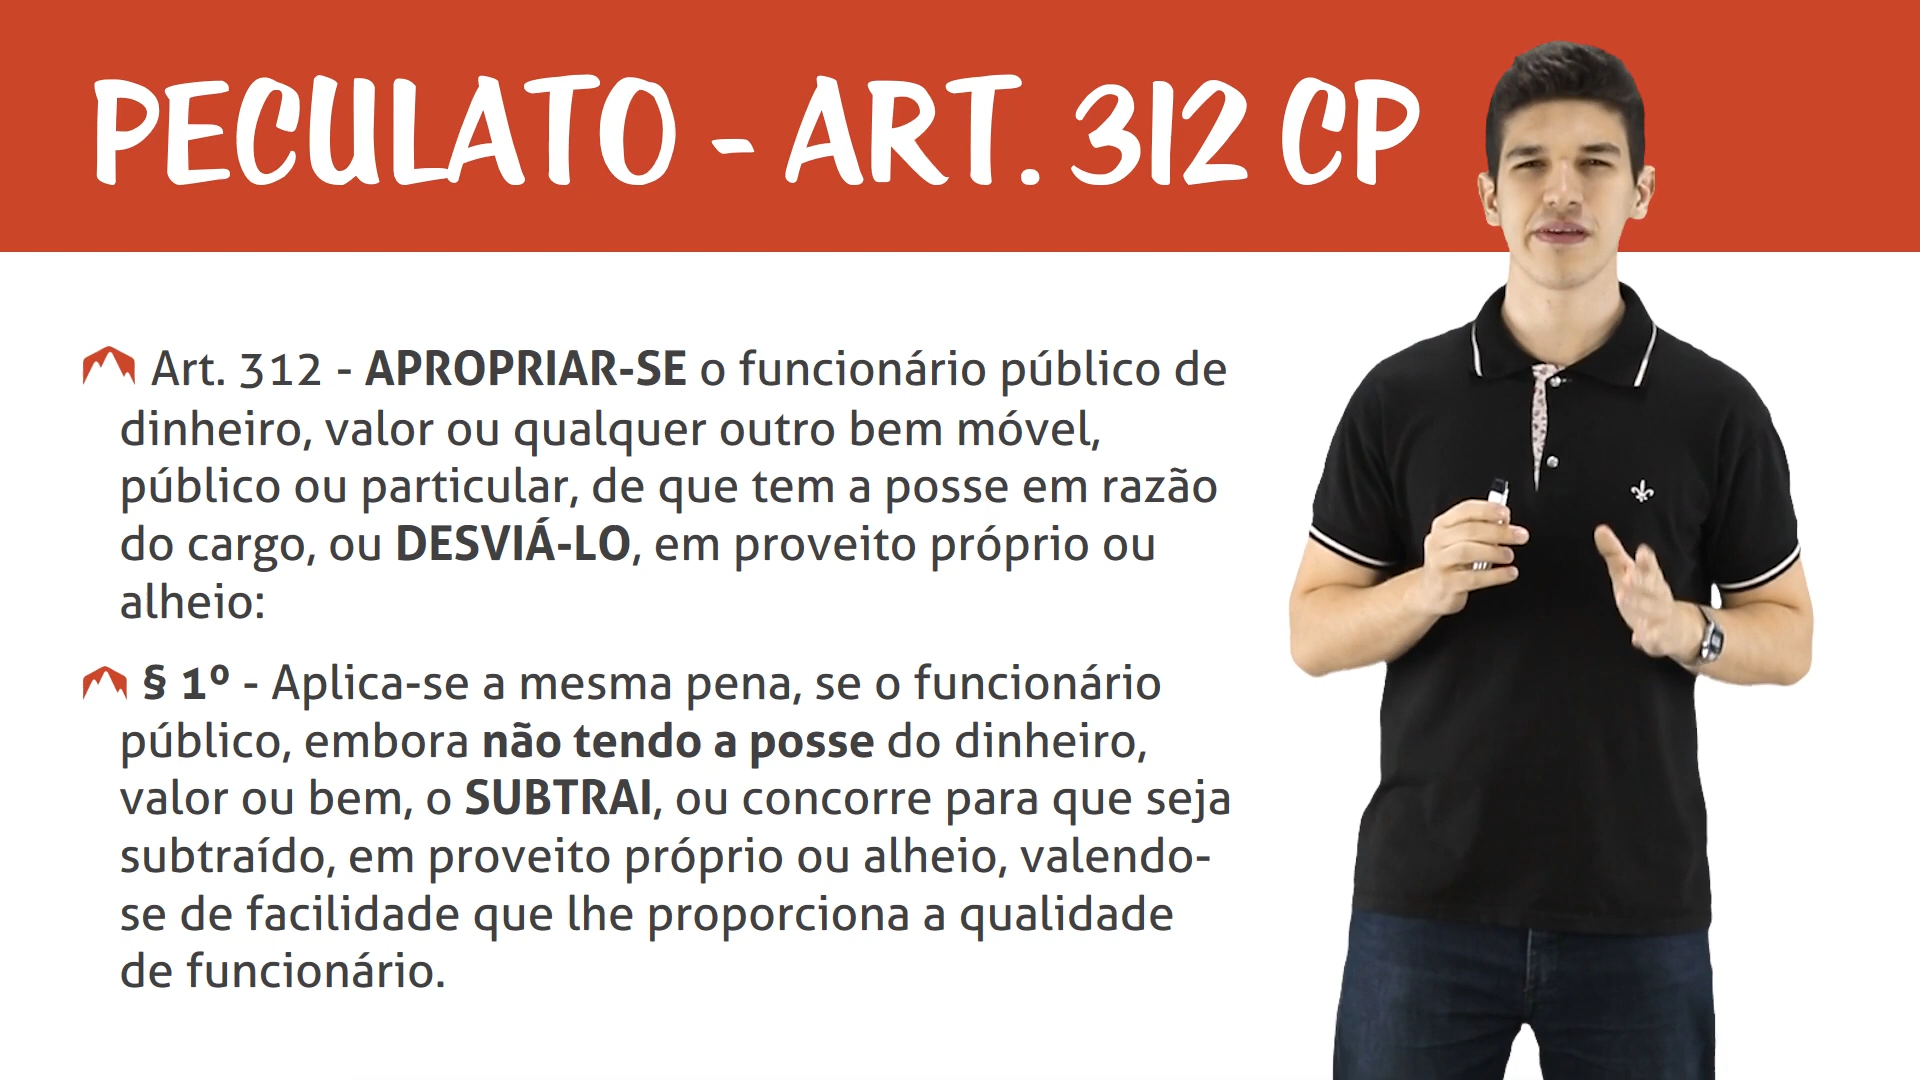 PECULATO - ART. 312 CP
Art. 312 - APROPRIAR-SE o funcionário público de
dinheiro, valor ou qualquer outro bem móvel,
público ou particular, de que tem a posse em razão
do cargo, ou DESVIÁ-LO, em proveito próprio ou
alheio:
§ 1º - Aplica-se a mesma pena, se o funcionário
público, embora não tendo a posse do dinheiro,
valor ou bem, o SUBTRAI, ou concorre para que seja
subtraído, em proveito próprio ou alheio, valendo-
se de facilidade que lhe proporciona a qualidade
de funcionário.